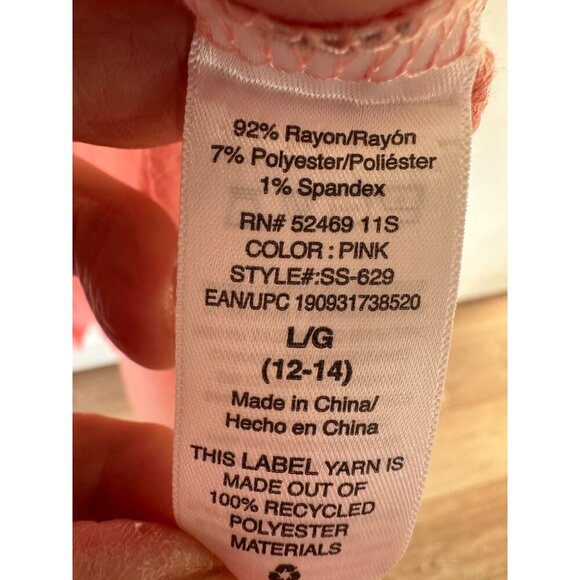 92% Rayon/Rayón
7% Polyester/Poliéster
1% Spandex
RN# 52469 11S
COLOR : PINK
STYLE#:SS-629
EAN/UPC 190931738520
L/G
(12-14)
Made in China/
Hecho en China
THIS LABEL YARN IS
MADE OUT OF
100% RECYCLED
POLYESTER
MATERIALS